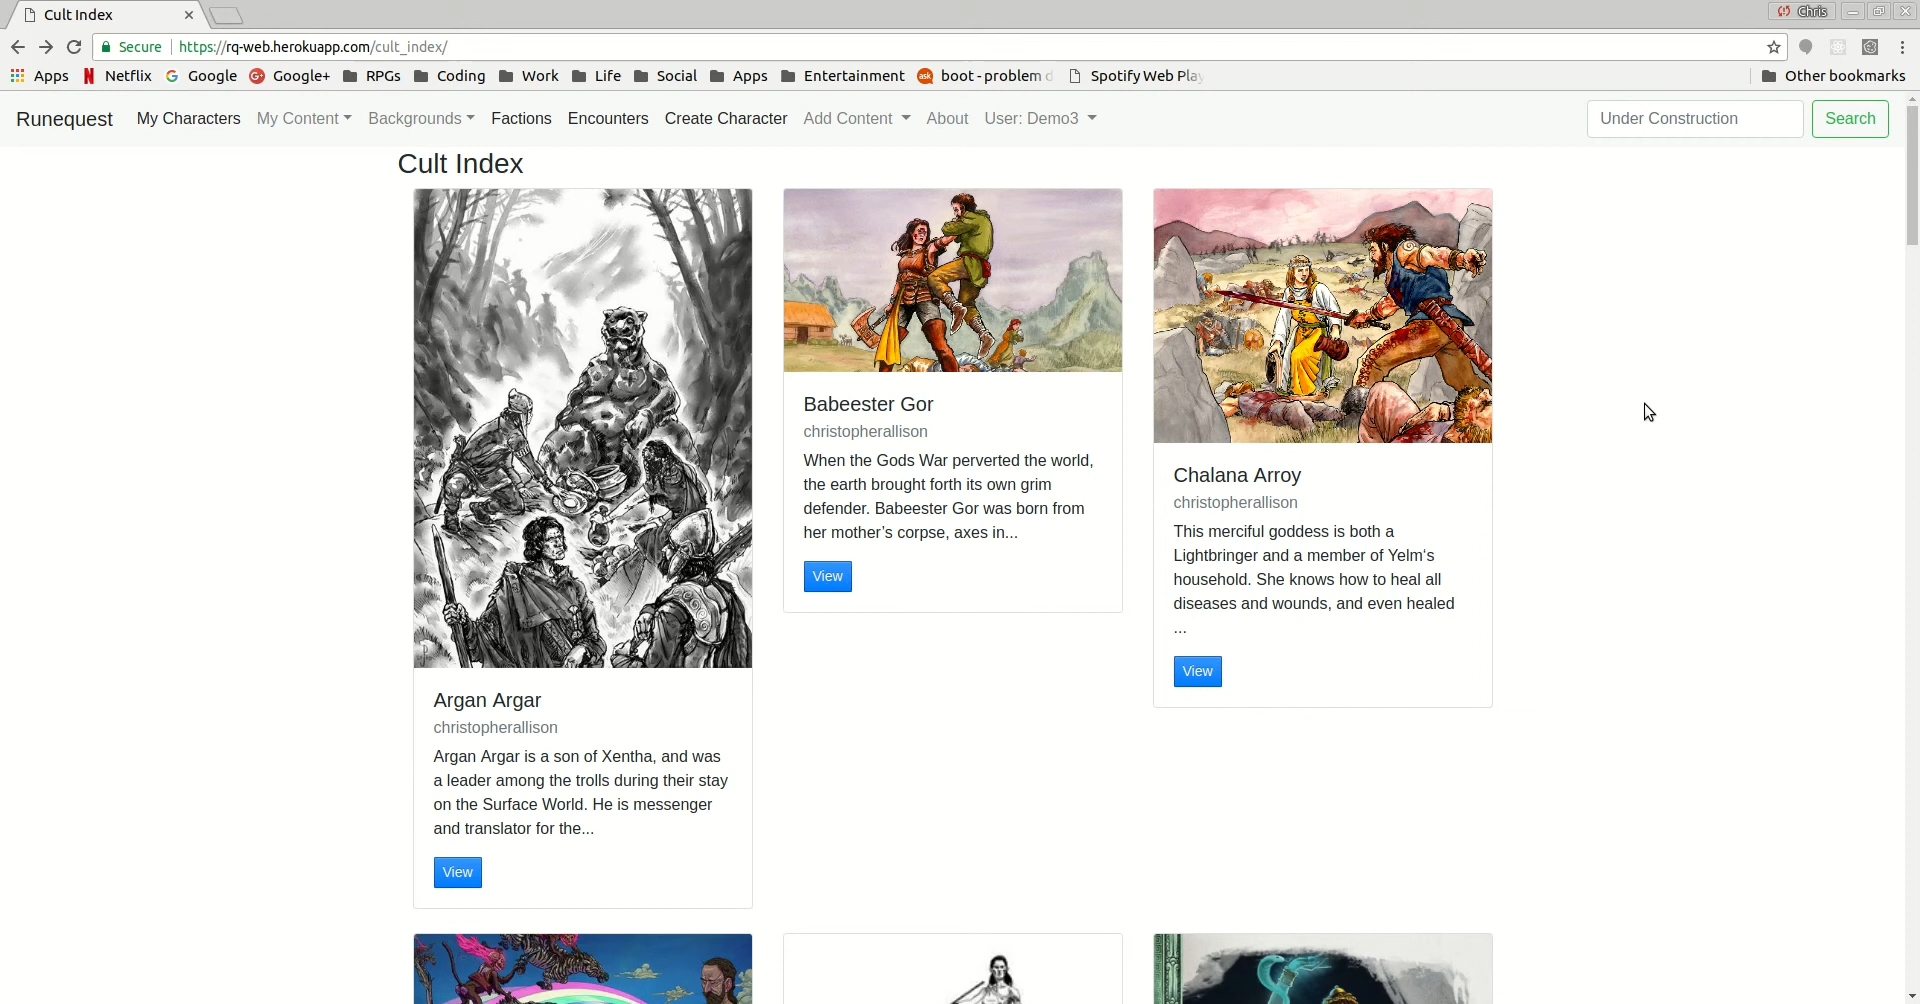 Cult Index
Chris
Secure
https://rq-web.herokuapp.com/cult_index/
Apps Netflix Google Google+ RPGs Coding Work Life Social Apps Entertainment boot - problem Spotify Web Play Other bookmarks
Runequest My Characters My Content Backgrounds Factions Encounters Create Character Add Content About User: Demo3 Under Construction Search
Cult Index
Argan Argar
christopherallison
Argan Argar is a son of Xentha, and was
a leader among the trolls during their stay
on the Surface World. He is messenger
and translator for the...
View
Babeester Gor
christopherallison
When the Gods War perverted the world,
the earth brought forth its own grim
defender. Babeester Gor was born from
her mother’s corpse, axes in...
View
Chalana Arroy
christopherallison
This merciful goddess is both a
Lightbringer and a member of Yelm‘s
household. She knows how to heal all
diseases and wounds, and even healed
...
View